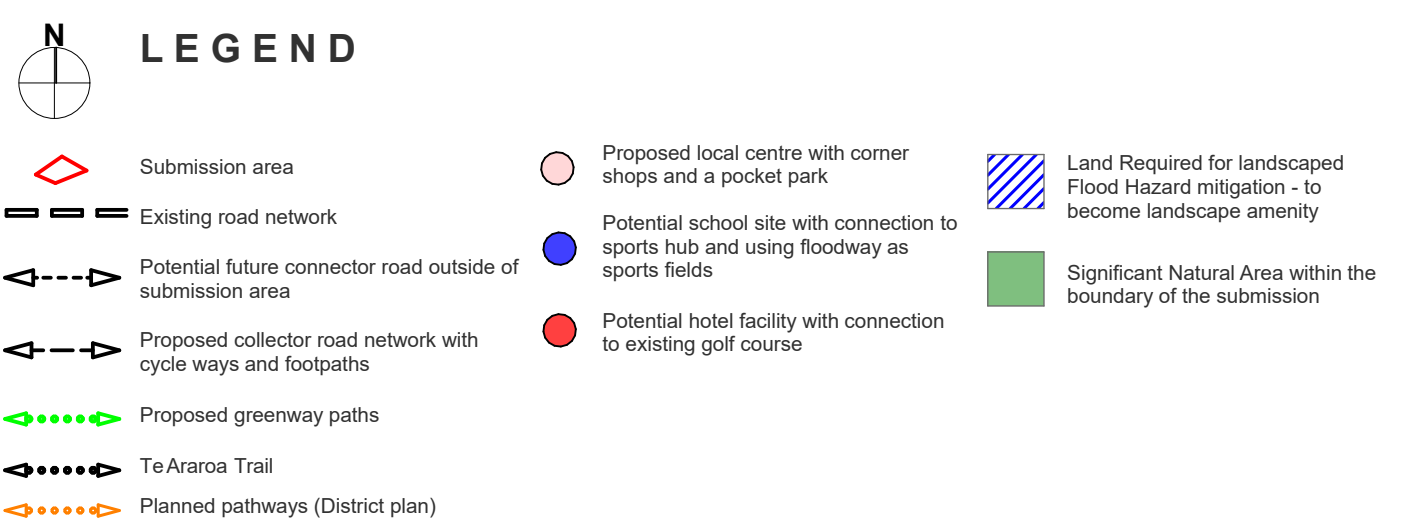 N
LEGEND
Submission area
Existing road network
Potential future connector road outside of
submission area
Proposed collector road network with
cycle ways and footpaths
Proposed greenway paths
Te Araroa Trail
Planned pathways (District plan)
Proposed local centre with corner
shops and a pocket park
Potential school site with connection to
sports hub and using floodway as
sports fields
Potential hotel facility with connection
to existing golf course
Land Required for landscaped
Flood Hazard mitigation - to
become landscape amenity
Significant Natural Area within the
boundary of the submission